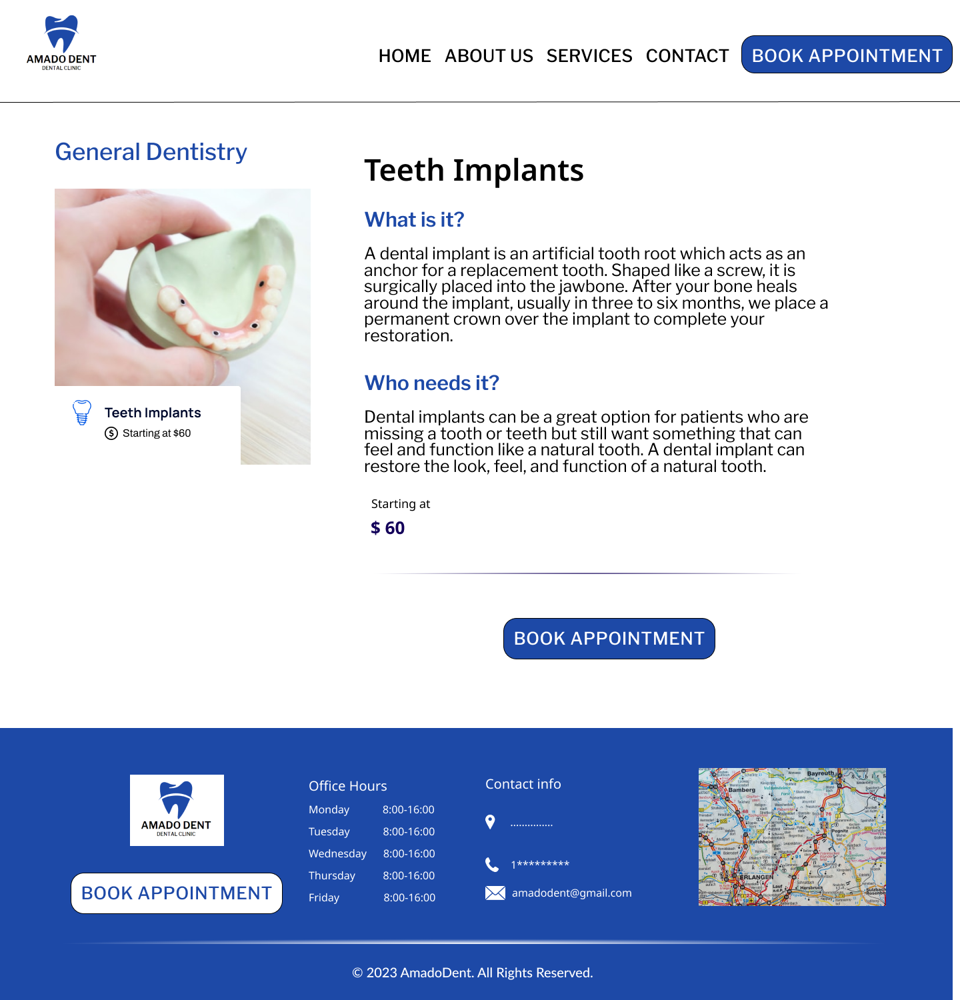 AMADO DENT
DENTAL CLINIC
HOME ABOUT US SERVICES CONTACT BOOK APPOINTMENT
General Dentistry
Teeth Implants
Starting at $60
Teeth Implants
What is it?
A dental implant is an artificial tooth root which acts as an
anchor for a replacement tooth. Shaped like a screw, it is
surgically placed into the jawbone. After your bone heals
around the implant, usually in three to six months, we place a
permanent crown over the implant to complete your
restoration.
Who needs it?
Dental implants can be a great option for patients who are
missing a tooth or teeth but still want something that can
feel and function like a natural tooth. A dental implant can
restore the look, feel, and function of a natural tooth.
Starting at
$ 60
BOOK APPOINTMENT
AMADO DENT
DENTAL CLINIC
BOOK APPOINTMENT
Office Hours
Monday 8:00-16:00
Tuesday 8:00-16:00
Wednesday 8:00-16:00
Thursday 8:00-16:00
Friday 8:00-16:00
Contact info
...............
1*********
amadodent@gmail.com
Bayreuth
Bamberg
Pegnitz
Forchheim
ERLANGEN
Lauf
Hersbruck
© 2023 AmadoDent. All Rights Reserved.